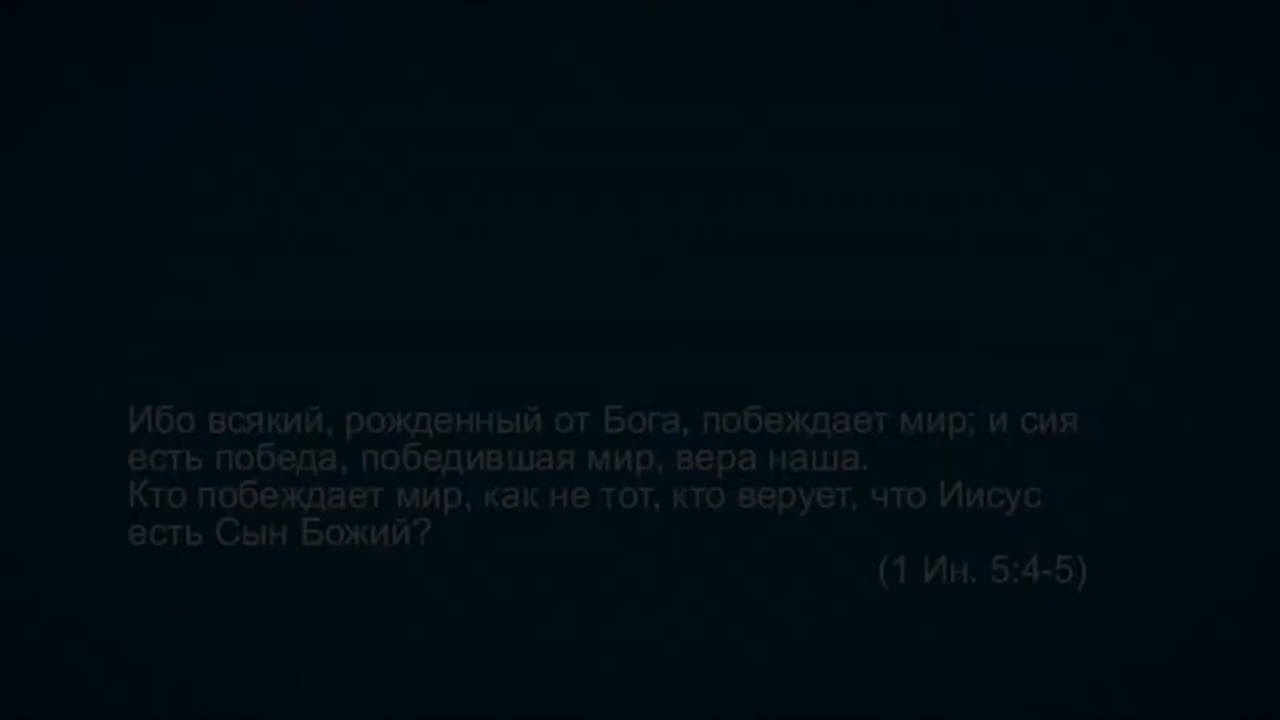 Ибо всякий, рожденный от Бога, побеждает мир; и сия
есть победа, победившая мир, вера наша.
Кто побеждает мир, как не тот, кто верует, что Иисус
есть Сын Божий?
(1 Ин. 5:4-5)